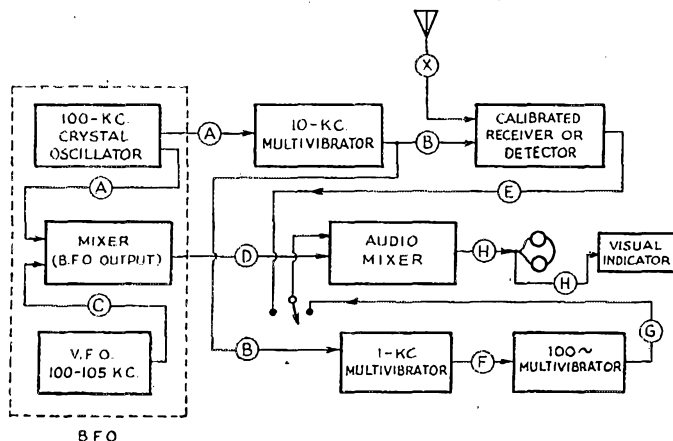 X
100-KC.
CRYSTAL
OSCILLATOR
A
10-KC.
MULTIVIBRATOR
B
CALIBRATED
RECEIVER OR
DETECTOR
A
E
MIXER
(B.F.O OUTPUT)
D
AUDIO
MIXER
H
VISUAL
INDICATOR
H
C
G
V.F.O.
100-105 KC.
B
1-KC
MULTIVIBRATOR
F
100~
MULTIVIBRATOR
B F O